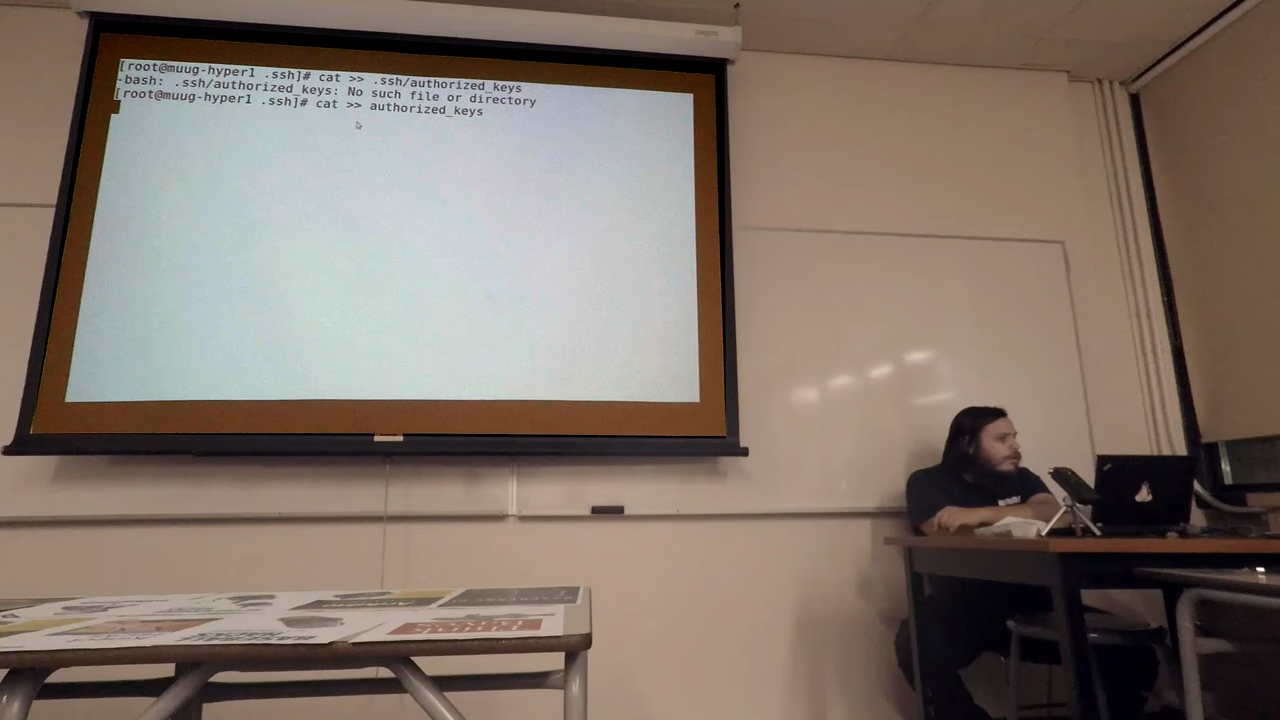 [root@muug-hyper1 .ssh]# cat >> .ssh/authorized_keys
-bash: .ssh/authorized_keys: No such file or directory
[root@muug-hyper1 .ssh]# cat >> authorized_keys